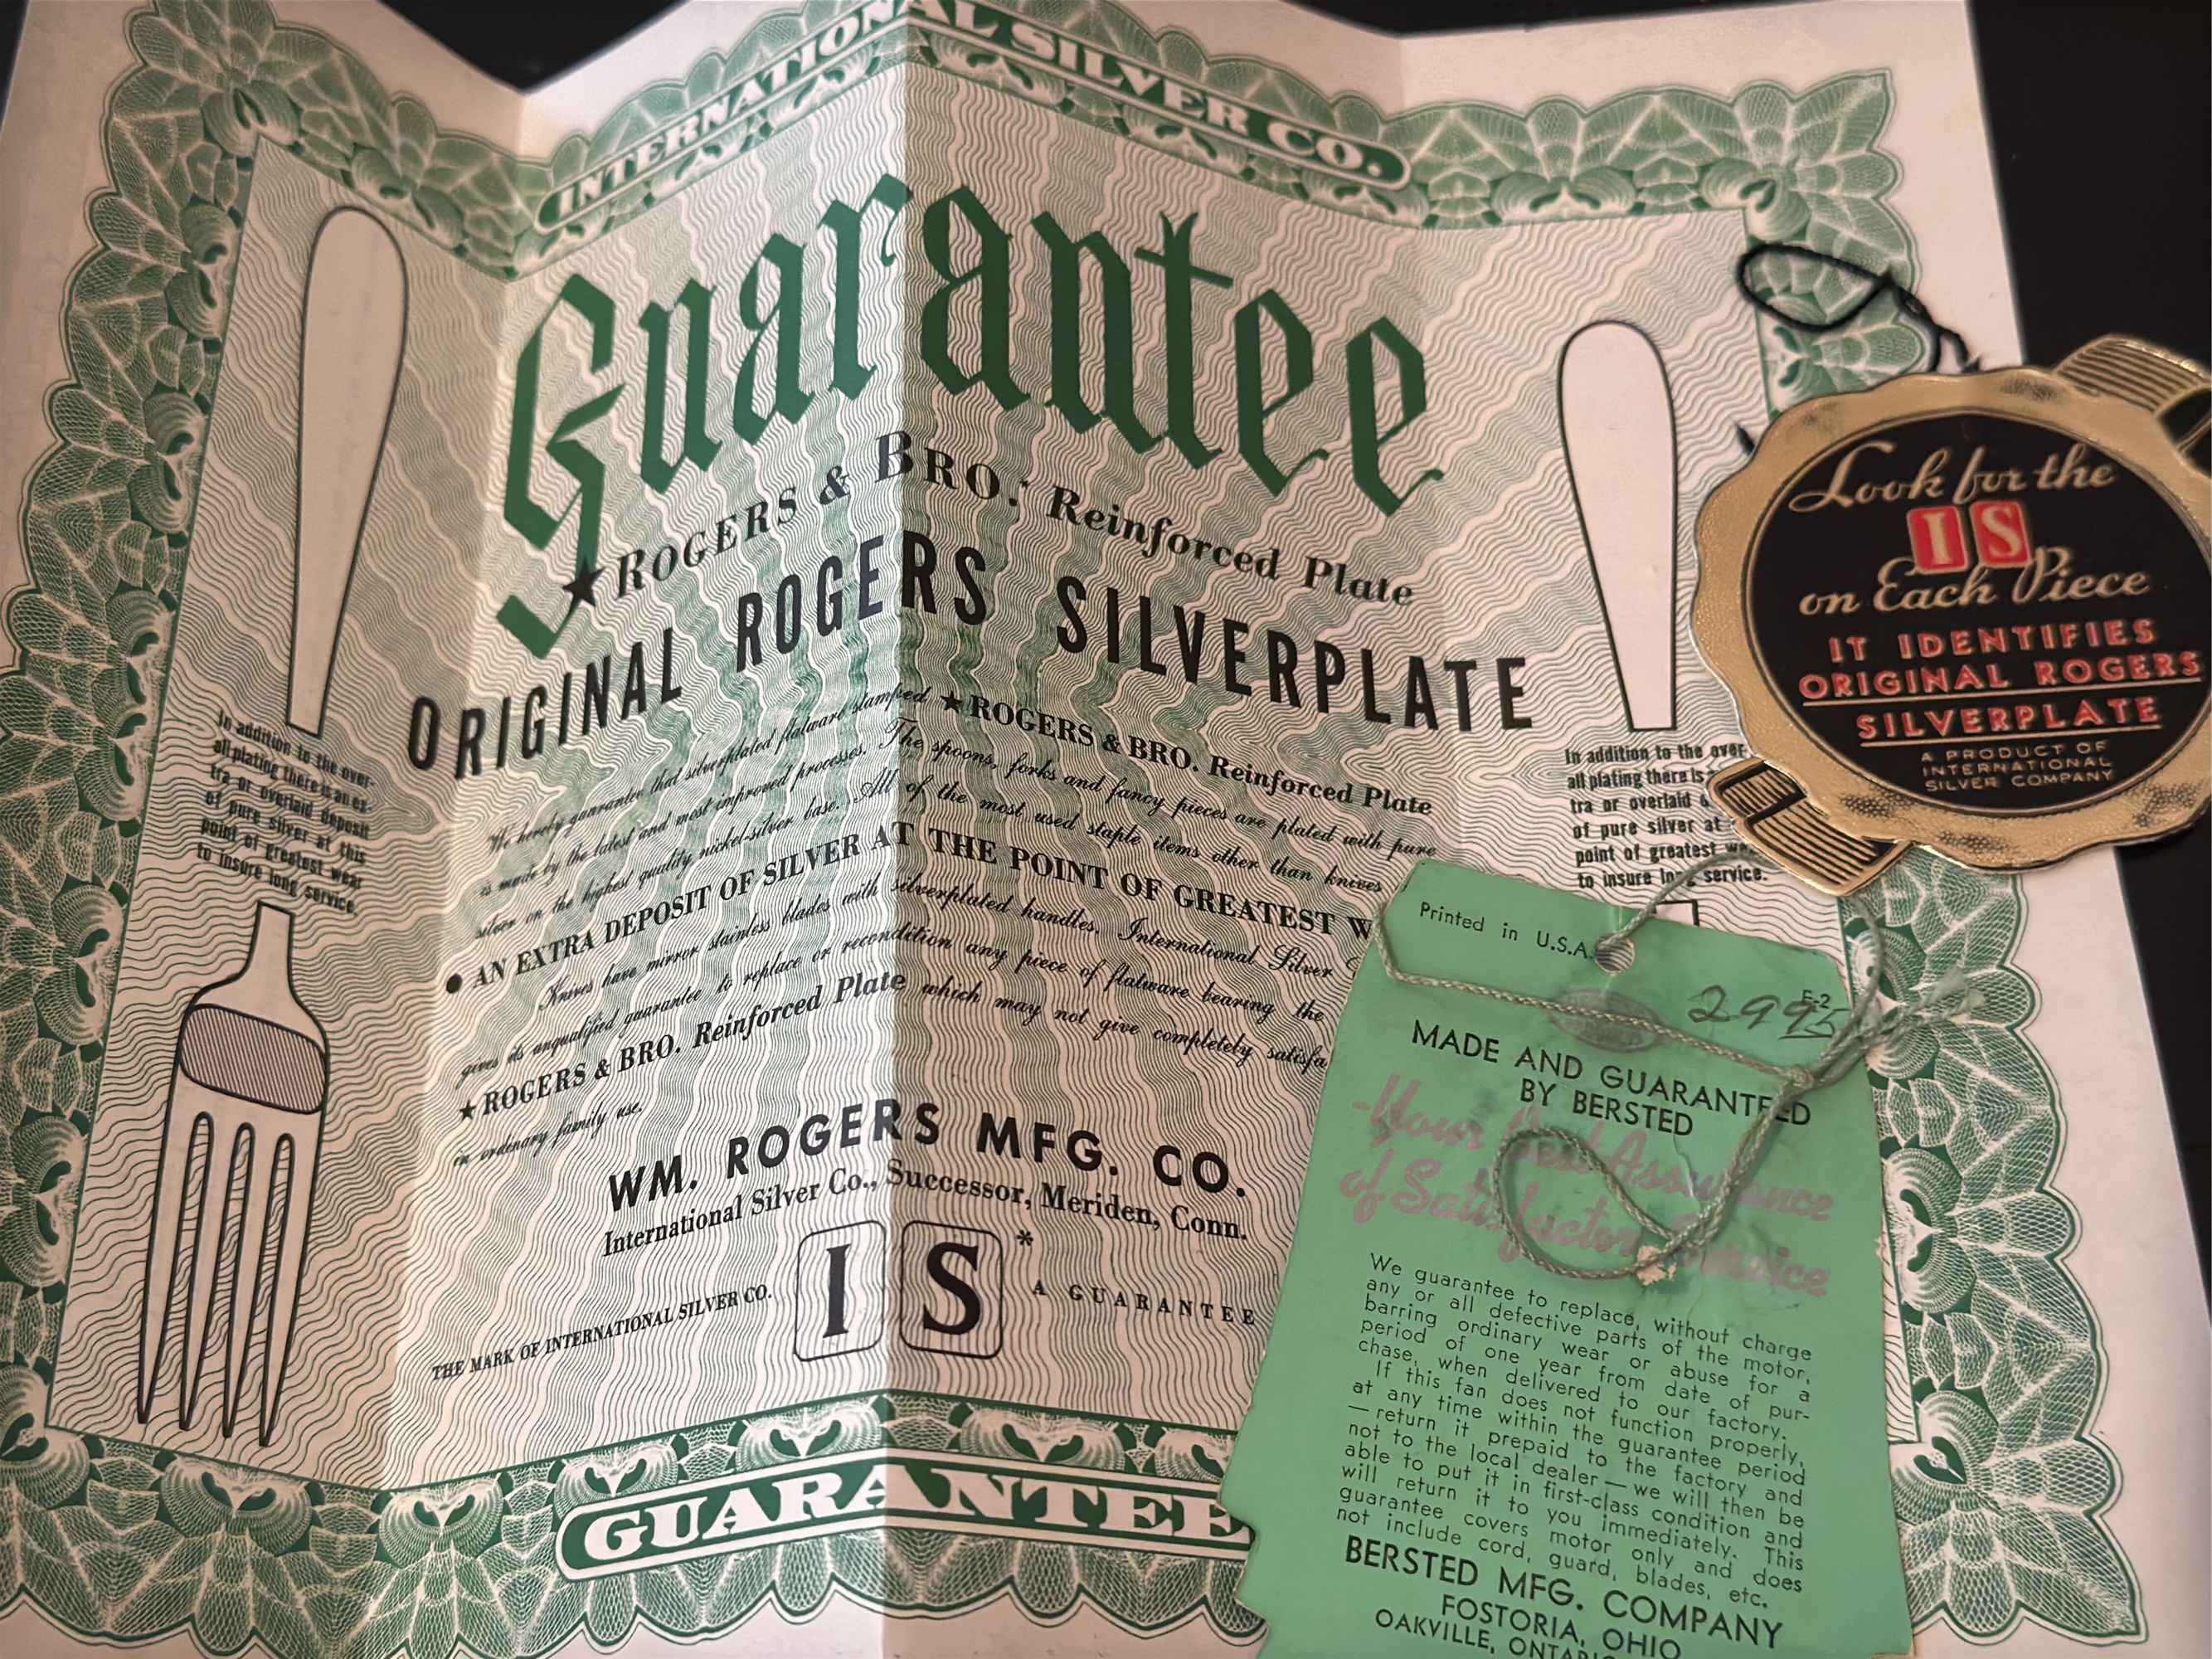 INTERNATIONAL SILVER CO.
Guarantee
★ROGERS & BRO. Reinforced Plate
ORIGINAL ROGERS SILVERPLATE
We hereby guarantee that silverplated flatware stamped ★ROGERS & BRO. Reinforced Plate
is made by the latest and most improved processes. The spoons, forks and fancy pieces are plated with pure
silver on the highest quality nickel-silver base. All of the most used staple items other than knives
● AN EXTRA DEPOSIT OF SILVER AT THE POINT OF GREATEST W
Knives have mirror stainless blades with silverplated handles. International Silver
gives its unqualified guarantee to replace or recondition any piece of flatware bearing the
★ROGERS & BRO. Reinforced Plate which may not give completely satisfa
in ordenary family use.
WM. ROGERS MFG. CO.
International Silver Co., Successor, Meriden, Conn.
THE MARK OF INTERNATIONAL SILVER CO. IS* A GUARANTEE
GUARANTEE
In addition to the over-
all plating there is an ex-
tra or overlaid deposit
of pure silver at this
point of greatest wear
to insure long service.
In addition to the over-
all plating there is
tra or overlaid
of pure silver at
point of greatest
to insure long service.
Look for the
IS
on Each Piece
IT IDENTIFIES
ORIGINAL ROGERS
SILVERPLATE
A PRODUCT OF
INTERNATIONAL
SILVER COMPANY
Printed in U.S.A.
E-2
2995
MADE AND GUARANTEED
BY BERSTED
-Your Best Assurance
of Satisfactory Service
We guarantee to replace, without charge
any or all defective parts of the motor,
barring ordinary wear or abuse for a
period of one year from date of pur-
chase, when delivered to our factory.
If this fan does not function properly,
at any time within the guarantee period
—return it prepaid to the factory and
not to the local dealer—we will then be
able to put it in first-class condition and
will return it to you immediately. This
guarantee covers motor only and does
not include cord, guard, blades, etc.
BERSTED MFG. COMPANY
FOSTORIA, OHIO
OAKVILLE, ONTARIO